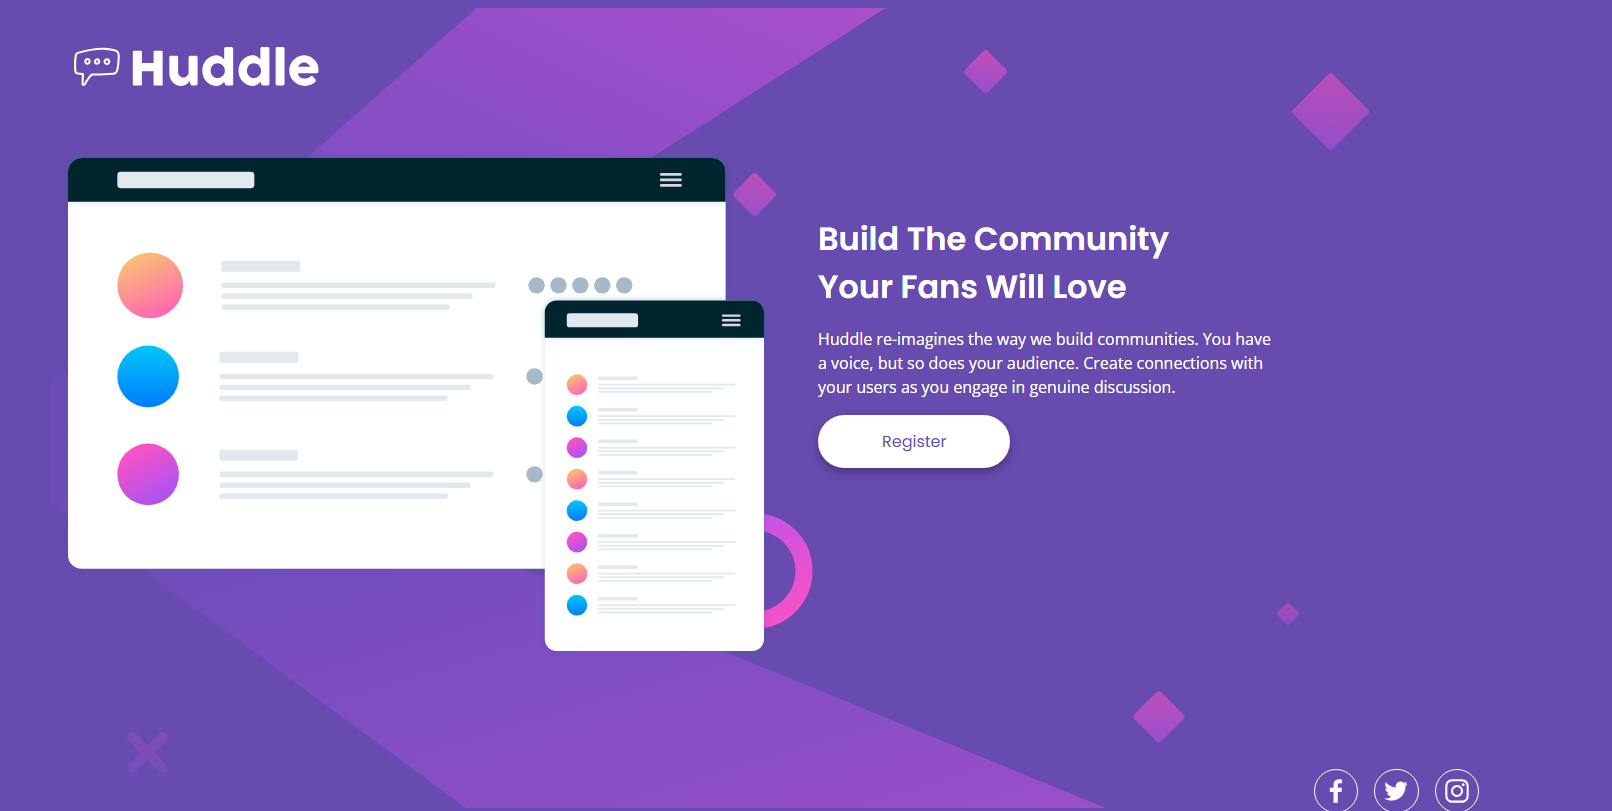 Huddle
Build The Community
Your Fans Will Love
Huddle re-imagines the way we build communities. You have
a voice, but so does your audience. Create connections with
your users as you engage in genuine discussion.
Register